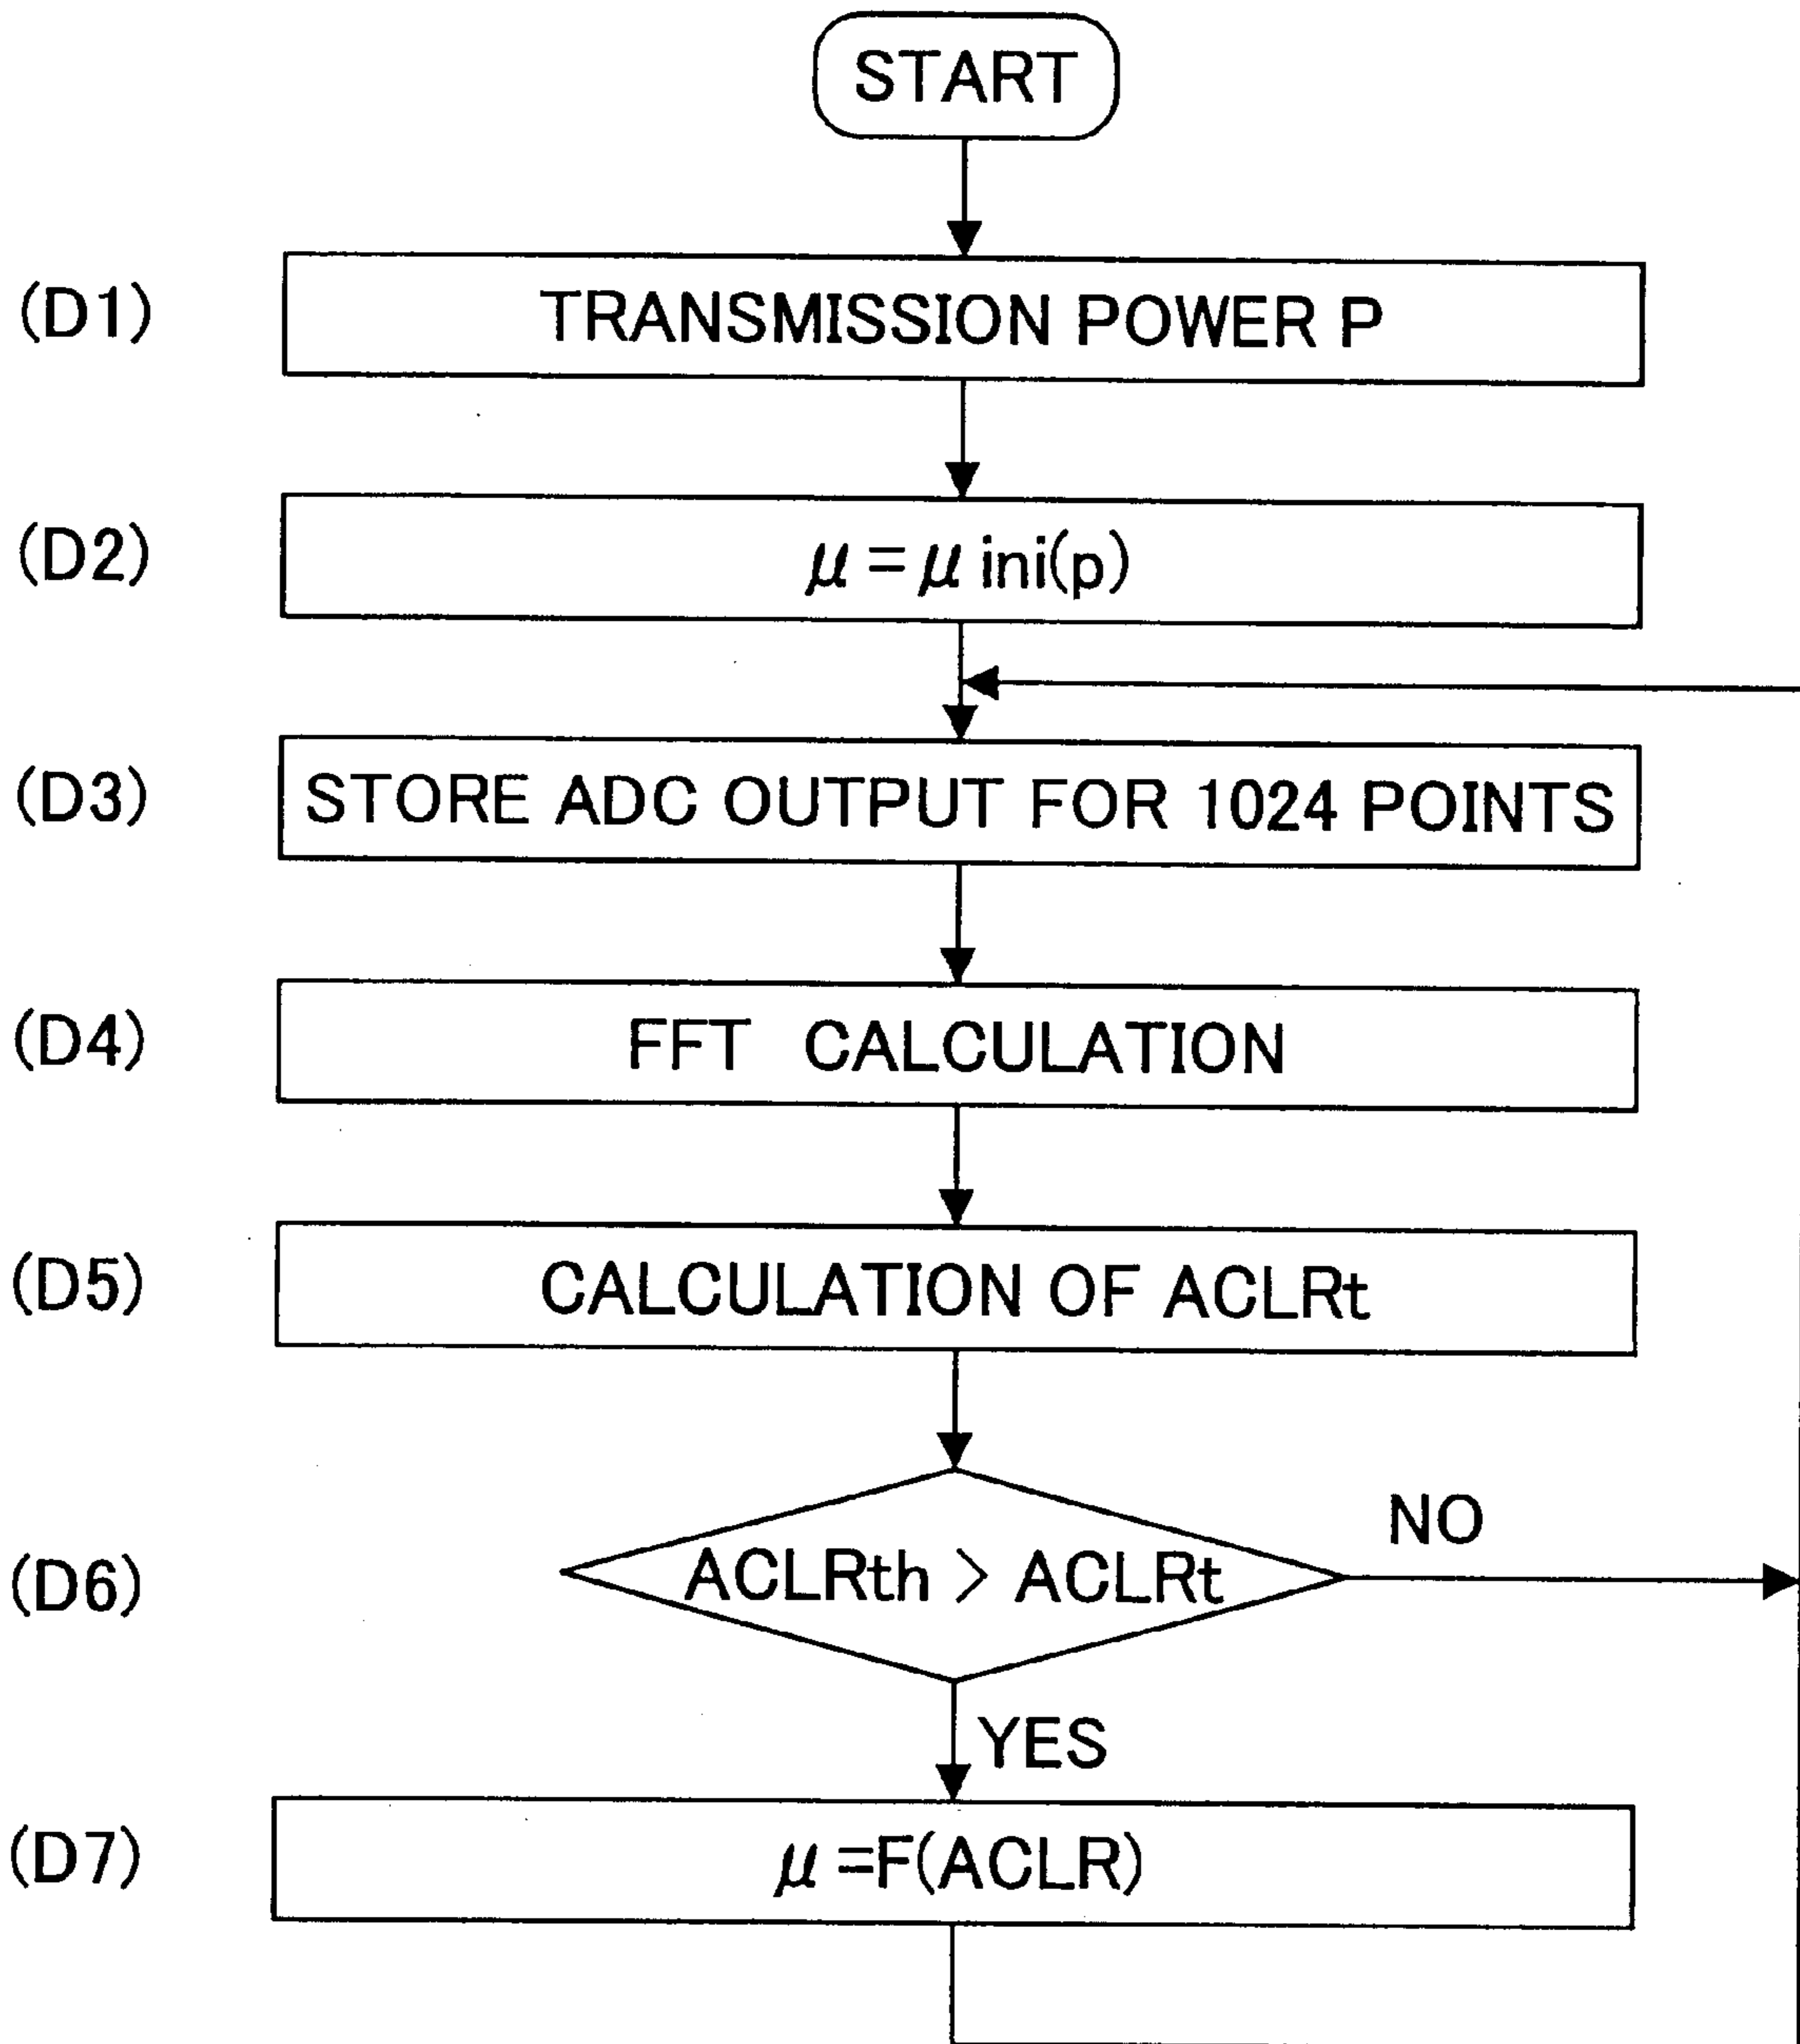 START
(D1) TRANSMISSION POWER P
(D2) μ = μ ini(p)
(D3) STORE ADC OUTPUT FOR 1024 POINTS
(D4) FFT CALCULATION
(D5) CALCULATION OF ACLRt
NO
(D6) ACLRth > ACLRt
YES
(D7) μ =F(ACLR)